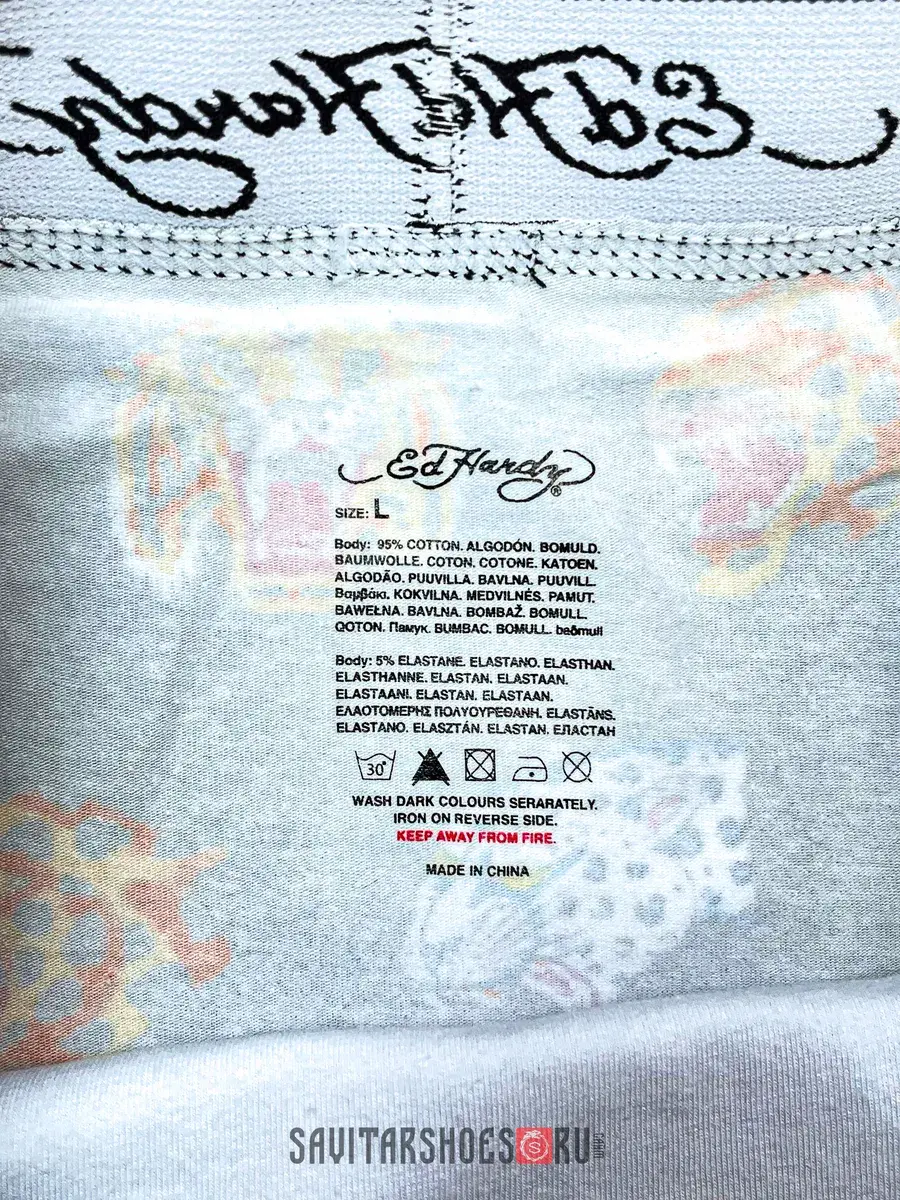 Ed Hardy
Ed Hardy®
SIZE: L
Body: 95% COTTON. ALGODÓN. BOMULD.
BAUMWOLLE. COTON. COTONE. KATOEN.
ALGODÃO. PUUVILLA. BAVLNA. PUUVILL.
Βαμβάκι. KOKVILNA. MEDVILNÉS. PAMUT.
BAWEŁNA. BAVLNA. BOMBAŽ. BOMULL.
QOTON. Памук. BUMBAC. BOMULL. beðmull
Body: 5% ELASTANE. ELASTANO. ELASTHAN.
ELASTHANNE. ELASTAN. ELASTAAN.
ELASTAANI. ELASTAN. ELASTAAN.
ΕΛΑΟΤΟΜΕΡΗΣ ΠΟΛΥΟΥΡΕΘΑΝΗ. ELASTĀNS.
ELASTANO. ELASZTÁN. ELASTAN. ЕЛАСТАН
30°
WASH DARK COLOURS SERARATELY.
IRON ON REVERSE SIDE.
KEEP AWAY FROM FIRE.
MADE IN CHINA
SAVITARSHOES S RU